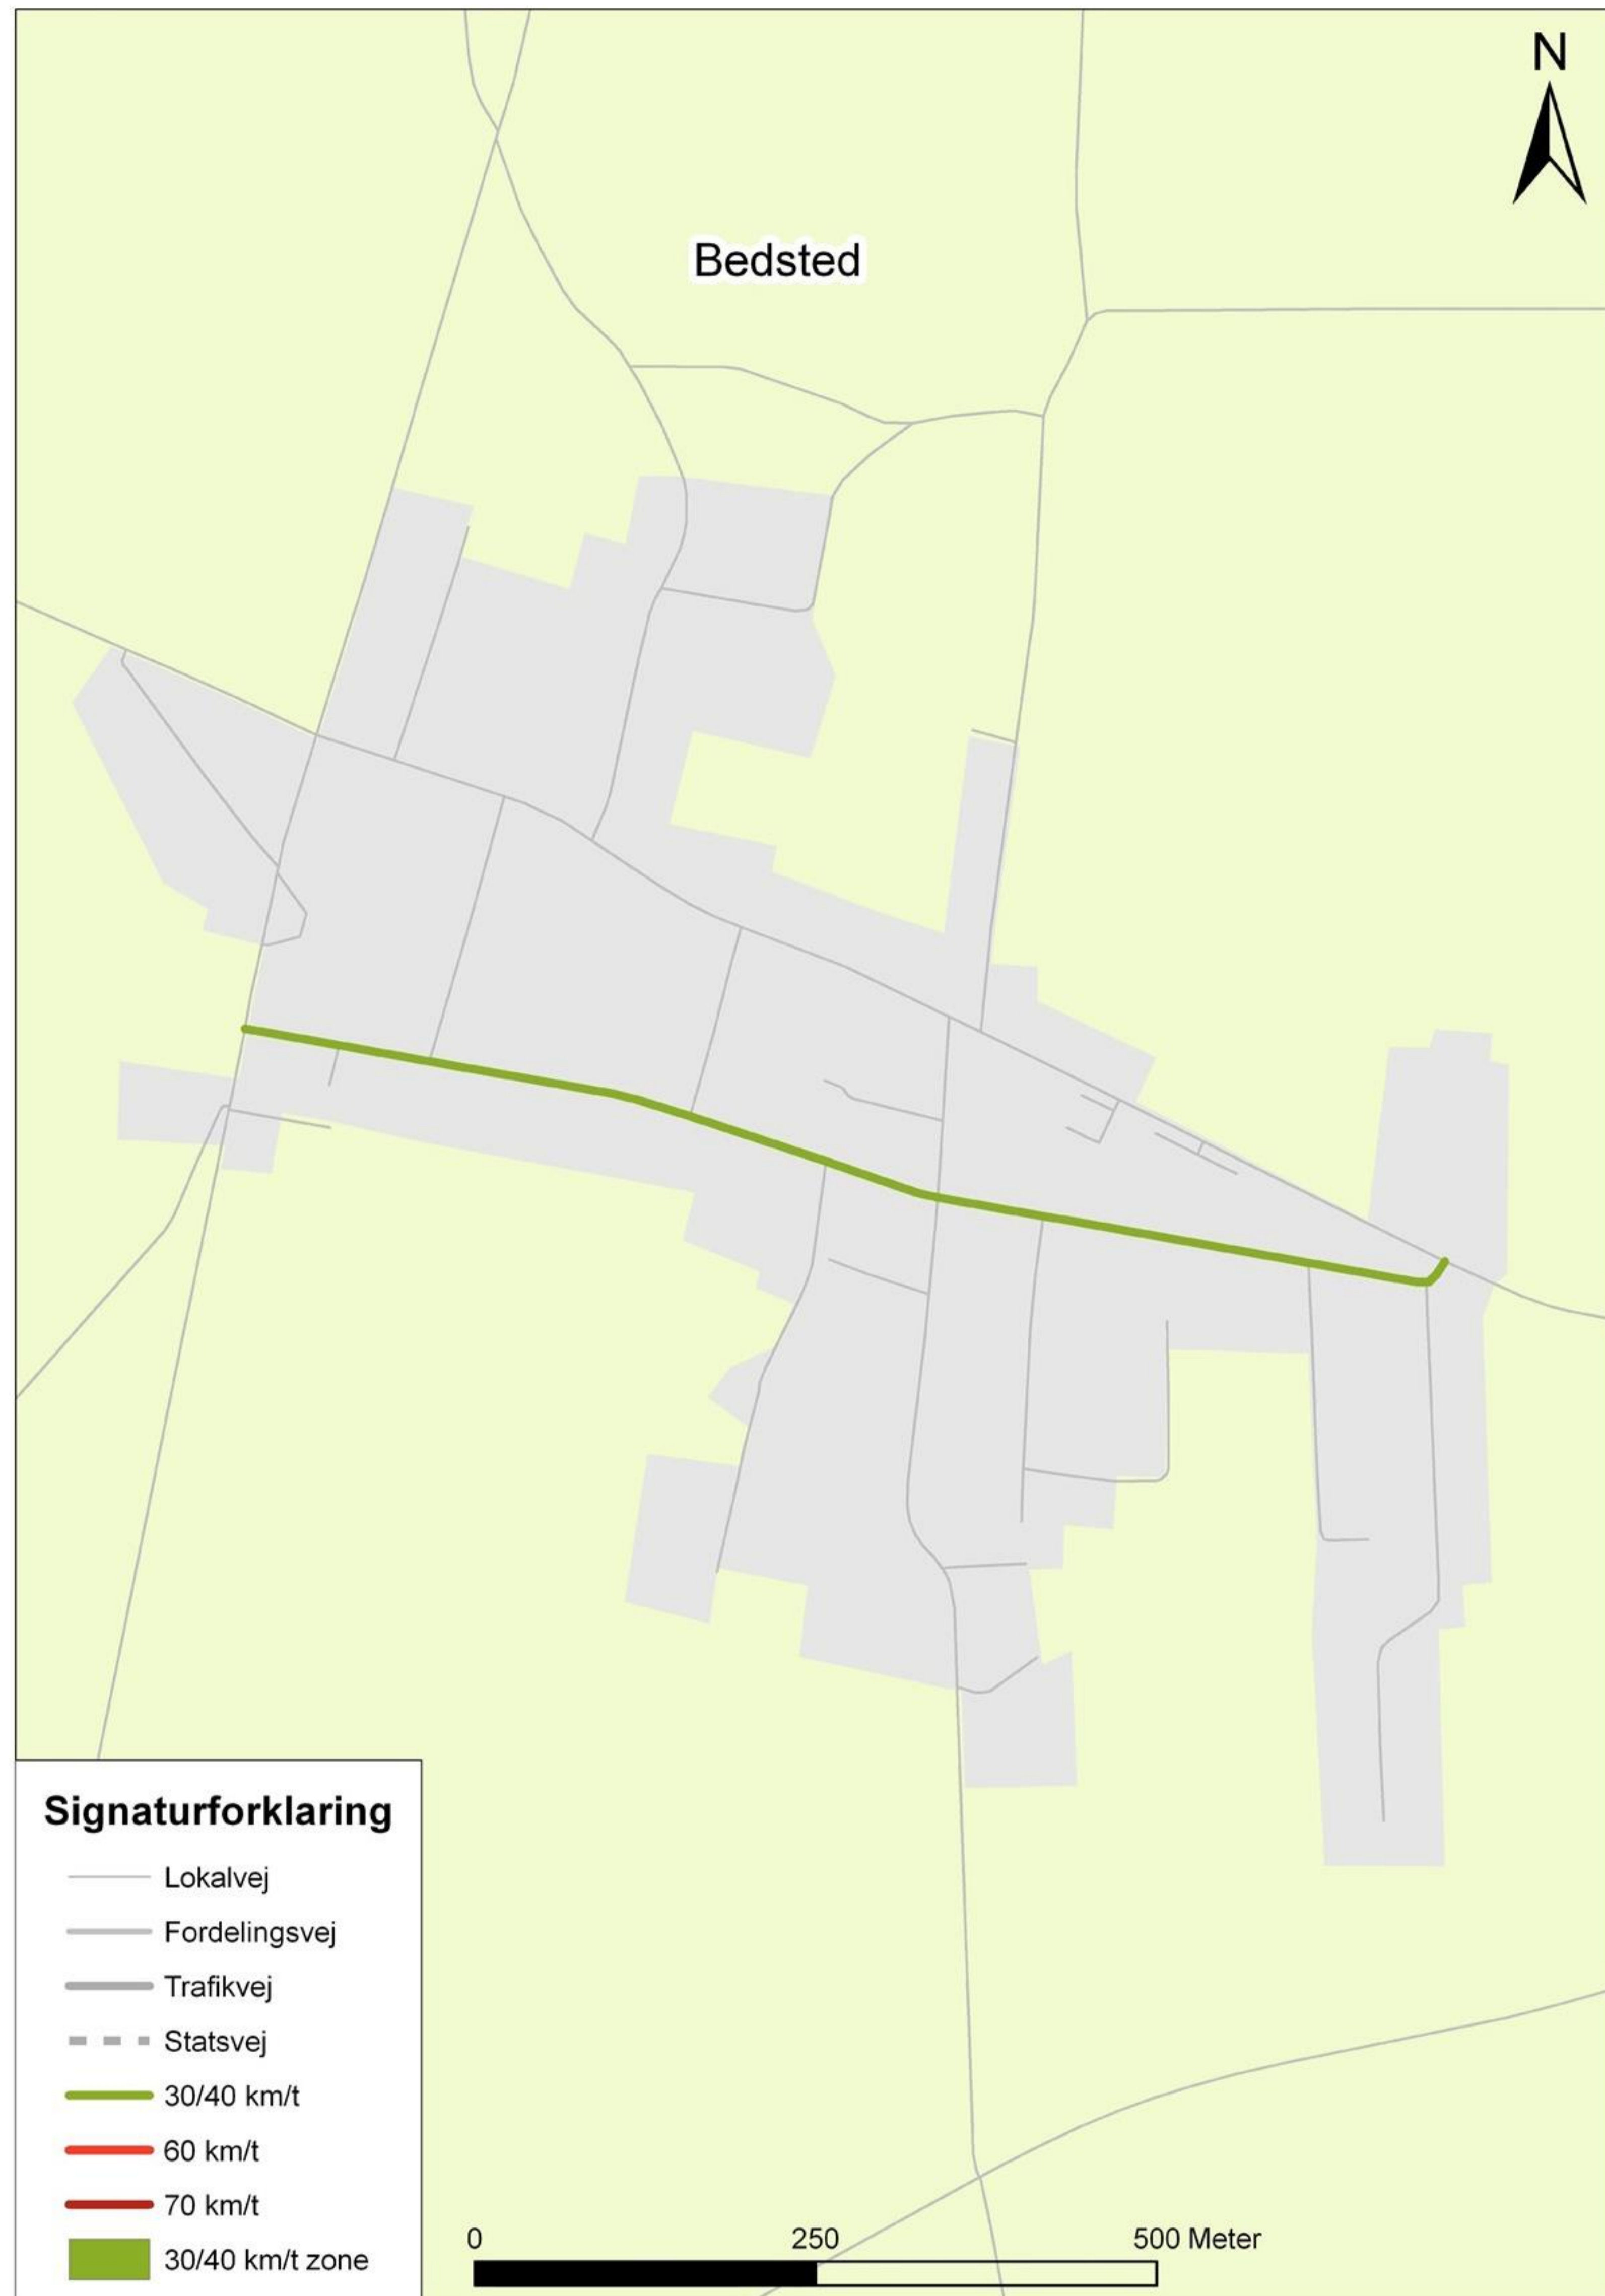 N
Bedsted
Signaturforklaring
Lokalvej
Fordelingsvej
Trafikvej
Statsvej
30/40 km/t
60 km/t
70 km/t
30/40 km/t zone
0 250 500 Meter